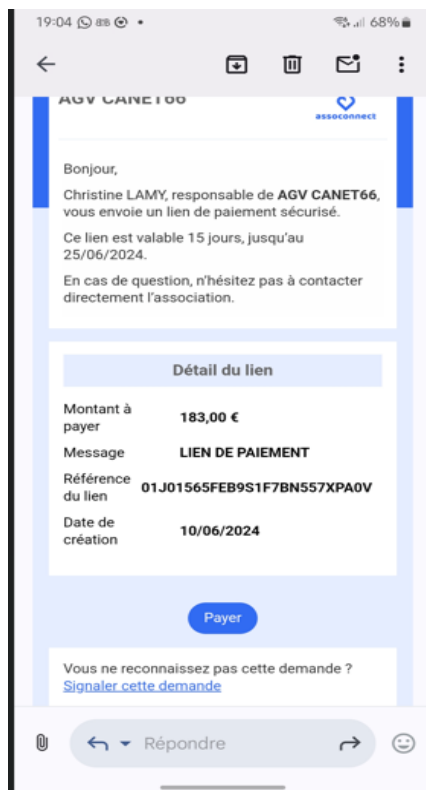 19:04
68%
AGV CANET66
assoconnect
Bonjour,
Christine LAMY, responsable de AGV CANET66,
vous envoie un lien de paiement sécurisé.
Ce lien est valable 15 jours, jusqu'au
25/06/2024.
En cas de question, n'hésitez pas à contacter
directement l'association.
Détail du lien
Montant à
payer
183,00 €
Message
LIEN DE PAIEMENT
Référence
du lien
01J01565FEB9S1F7BN557XPA0V
Date de
création
10/06/2024
Payer
Vous ne reconnaissez pas cette demande ?
Signaler cette demande
Répondre